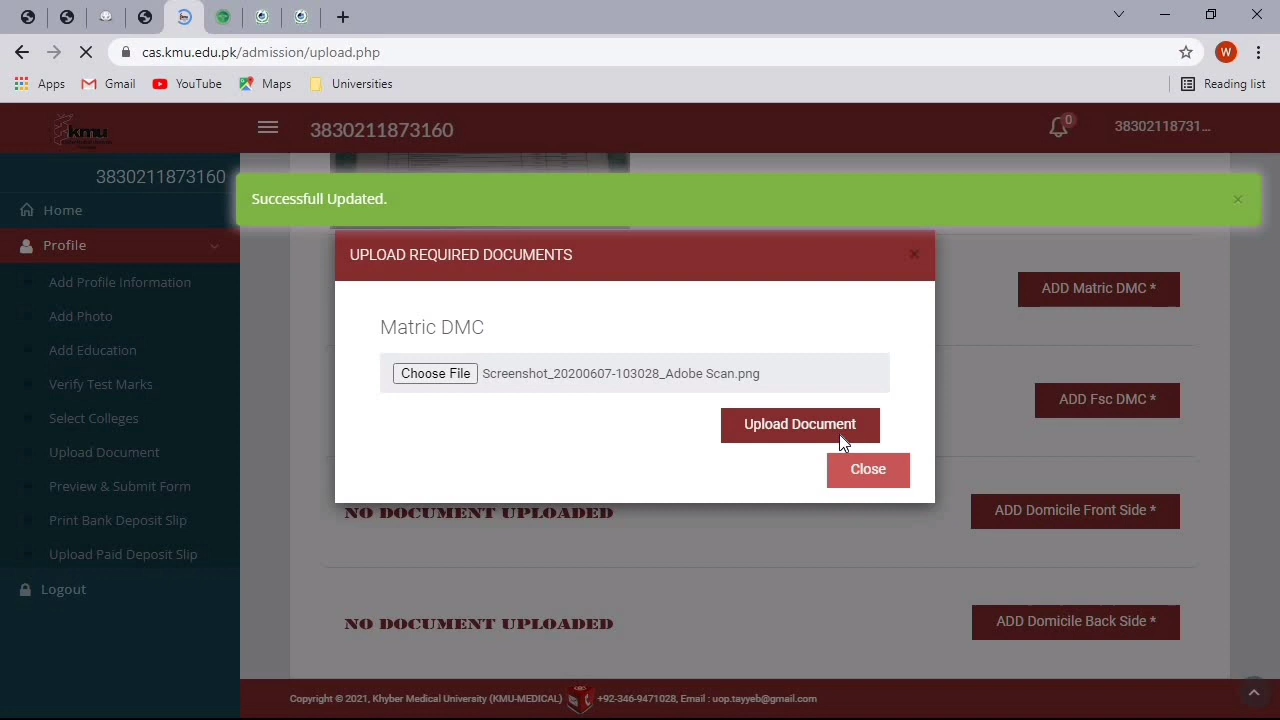 cas.kmu.edu.pk/admission/upload.php
W
Apps Gmail YouTube Maps Universities Reading list
kmu
3830211873160
0
38302118731...
3830211873160
Successfull Updated.
×
Home
Profile
Add Profile Information
Add Photo
Add Education
Verify Test Marks
Select Colleges
Upload Document
Preview & Submit Form
Print Bank Deposit Slip
Upload Paid Deposit Slip
Logout
UPLOAD REQUIRED DOCUMENTS
×
Matric DMC
Choose File Screenshot_20200607-103028_Adobe Scan.png
Upload Document
Close
ADD Matric DMC *
ADD Fsc DMC *
NO DOCUMENT UPLOADED
ADD Domicile Front Side *
NO DOCUMENT UPLOADED
ADD Domicile Back Side *
Copyright © 2021, Khyber Medical University (KMU-MEDICAL) +92-346-9471028, Email : uop.tayyeb@gmail.com